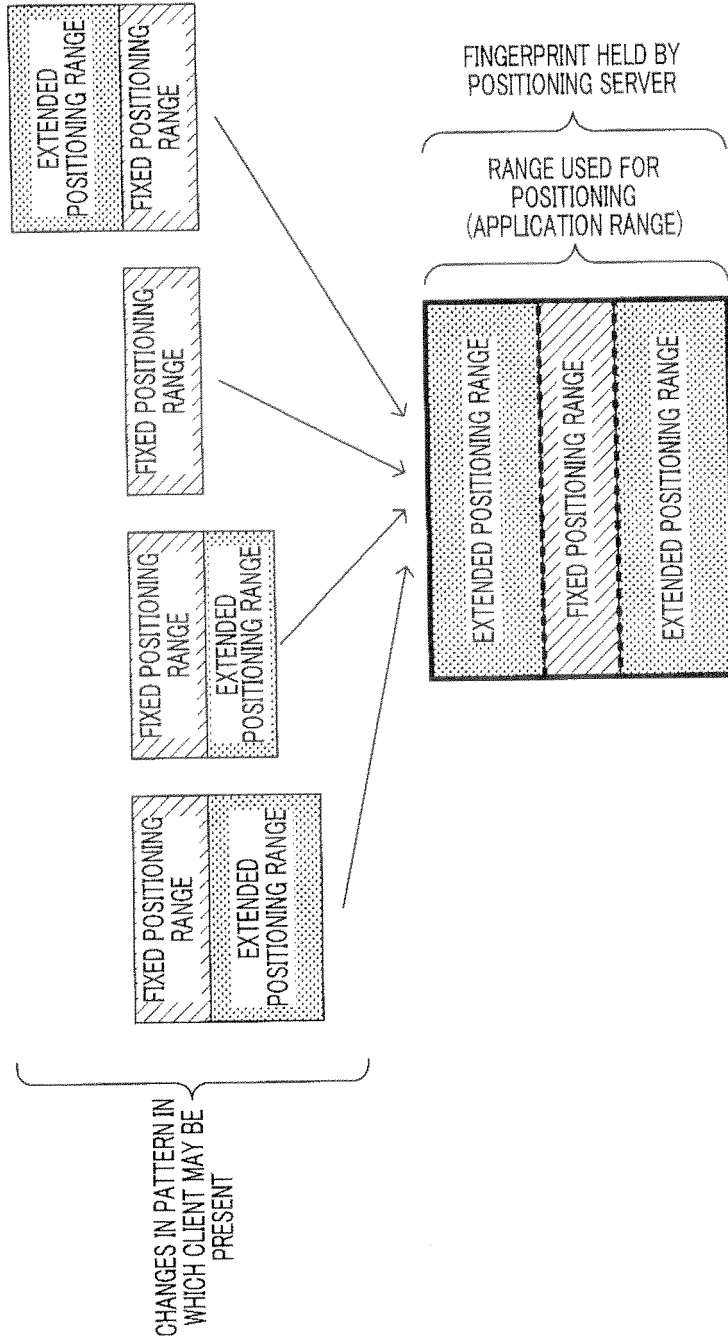 CHANGES IN PATTERN IN
WHICH CLIENT MAY BE
PRESENT
FIXED POSITIONING
RANGE
EXTENDED
POSITIONING RANGE
FIXED POSITIONING
RANGE
EXTENDED
POSITIONING RANGE
FIXED POSITIONING
RANGE
EXTENDED
POSITIONING RANGE
FIXED POSITIONING
RANGE
EXTENDED POSITIONING RANGE
FIXED POSITIONING RANGE
EXTENDED POSITIONING RANGE
RANGE USED FOR
POSITIONING
(APPLICATION RANGE)
FINGERPRINT HELD BY
POSITIONING SERVER